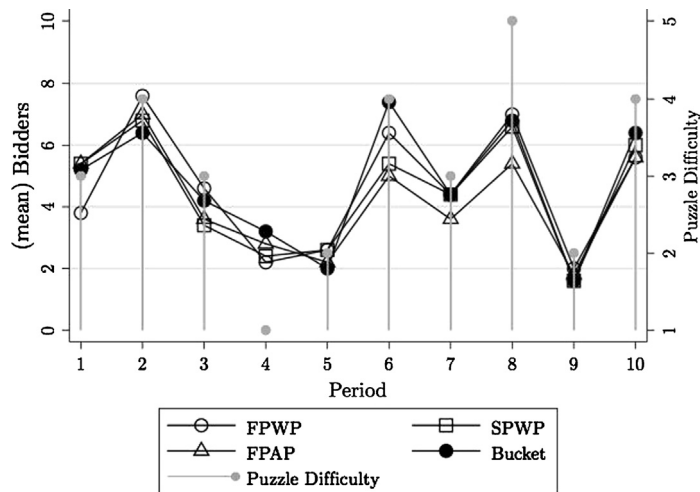 10
8
6
4
2
0
(mean) Bidders
5
4
3
2
1
Puzzle Difficulty
1 2 3 4 5 6 7 8 9 10
Period
FPWP SPWP
FPAP Bucket
Puzzle Difficulty